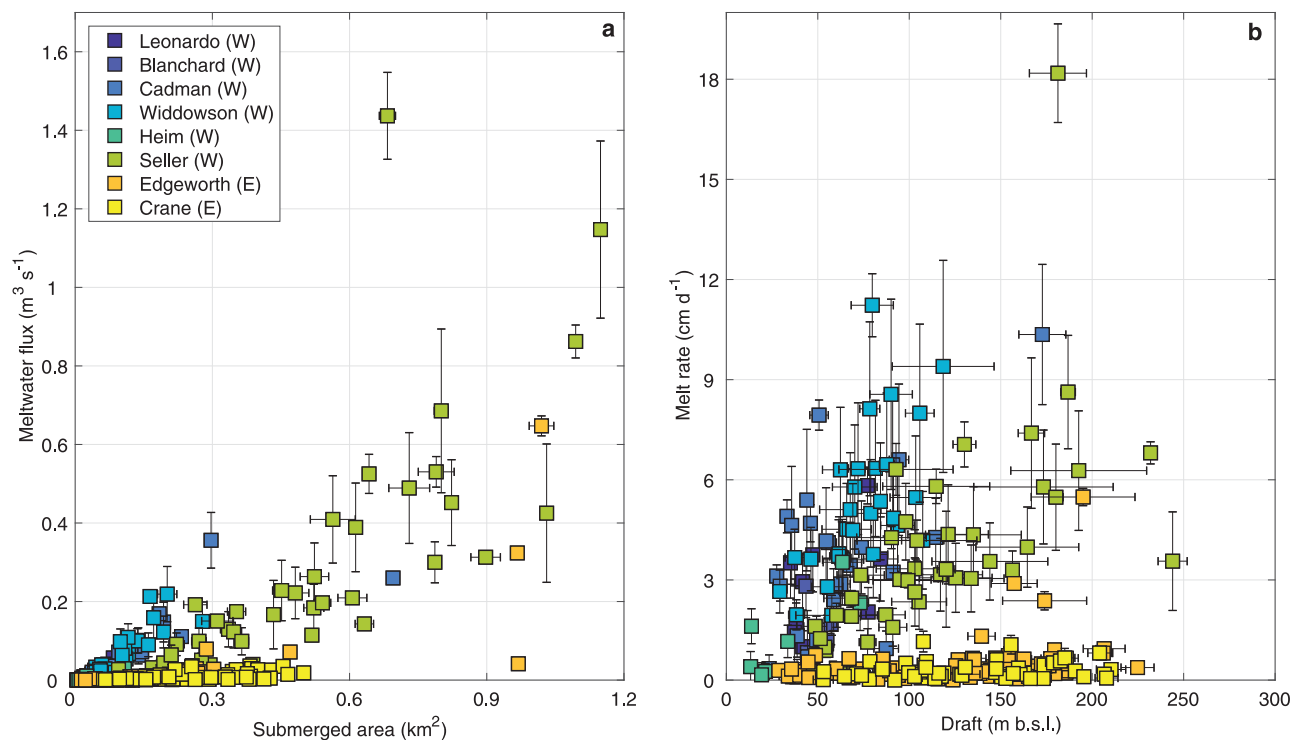 a
Leonardo (W)
Blanchard (W)
Cadman (W)
Widdowson (W)
Heim (W)
Seller (W)
Edgeworth (E)
Crane (E)
Meltwater flux (m³ s⁻¹)
1.6
1.4
1.2
1
0.8
0.6
0.4
0.2
0
0 0.3 0.6 0.9 1.2
Submerged area (km²)
b
Melt rate (cm d⁻¹)
18
15
12
9
6
3
0
0 50 100 150 200 250 300
Draft (m b.s.l.)